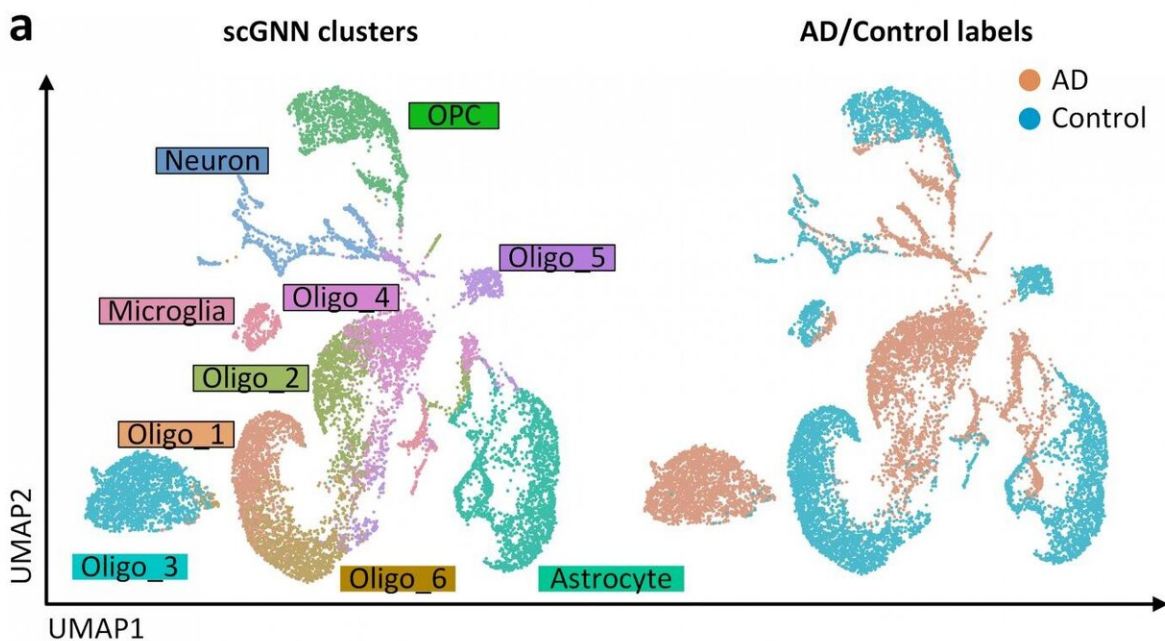 a
scGNN clusters
AD/Control labels
AD
Control
OPC
Neuron
Oligo_5
Oligo_4
Microglia
Oligo_2
Oligo_1
Oligo_3
Oligo_6
Astrocyte
UMAP2
UMAP1